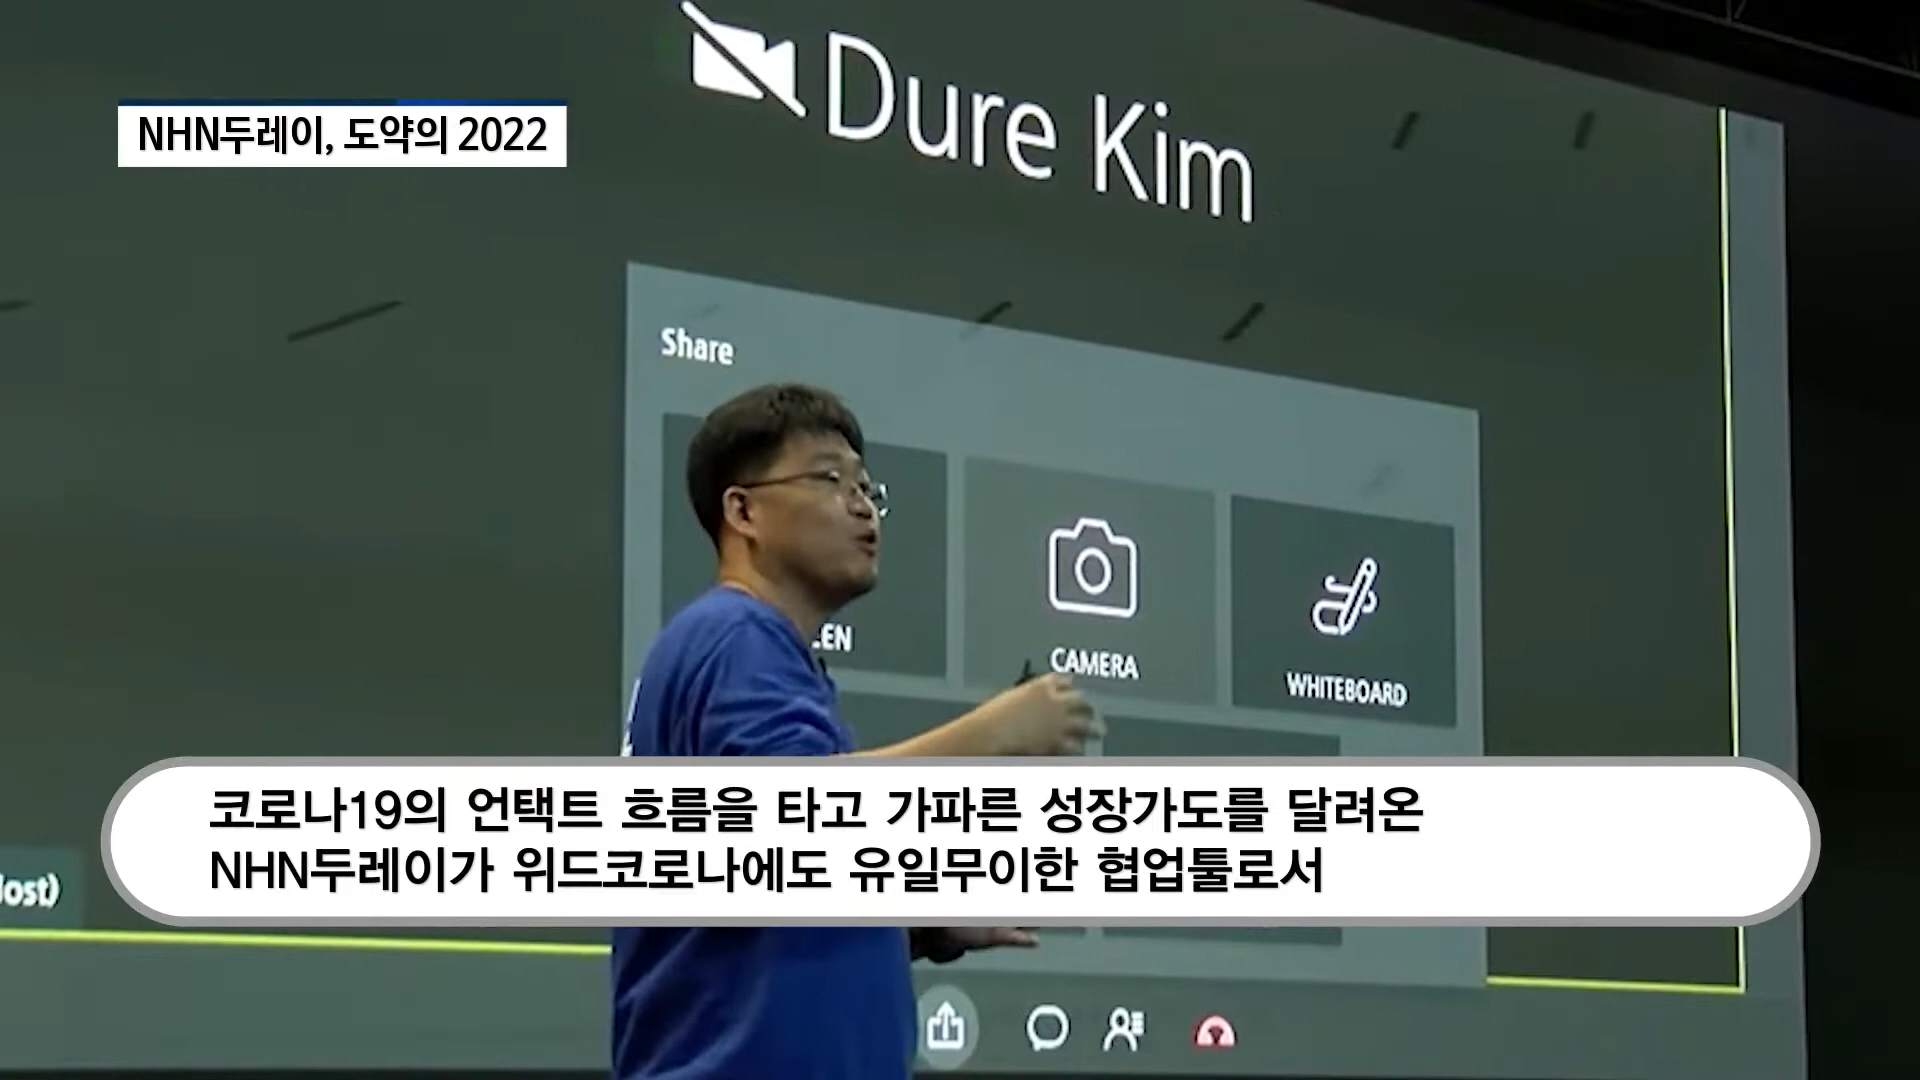 Dure Kim
NHN두레이, 도약의 2022
Share
CAMERA
WHITEBOARD
코로나19의 언택트 흐름을 타고 가파른 성장가도를 달려온
NHN두레이가 위드코로나에도 유일무이한 협업툴로서